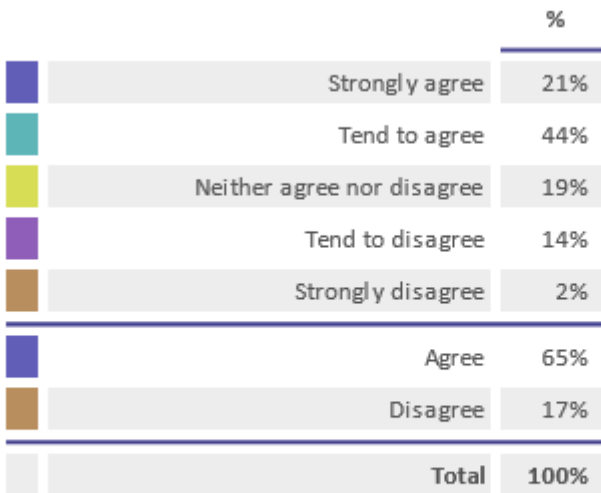 %
Strongly agree 21%
Tend to agree 44%
Neither agree nor disagree 19%
Tend to disagree 14%
Strongly disagree 2%
Agree 65%
Disagree 17%
Total 100%